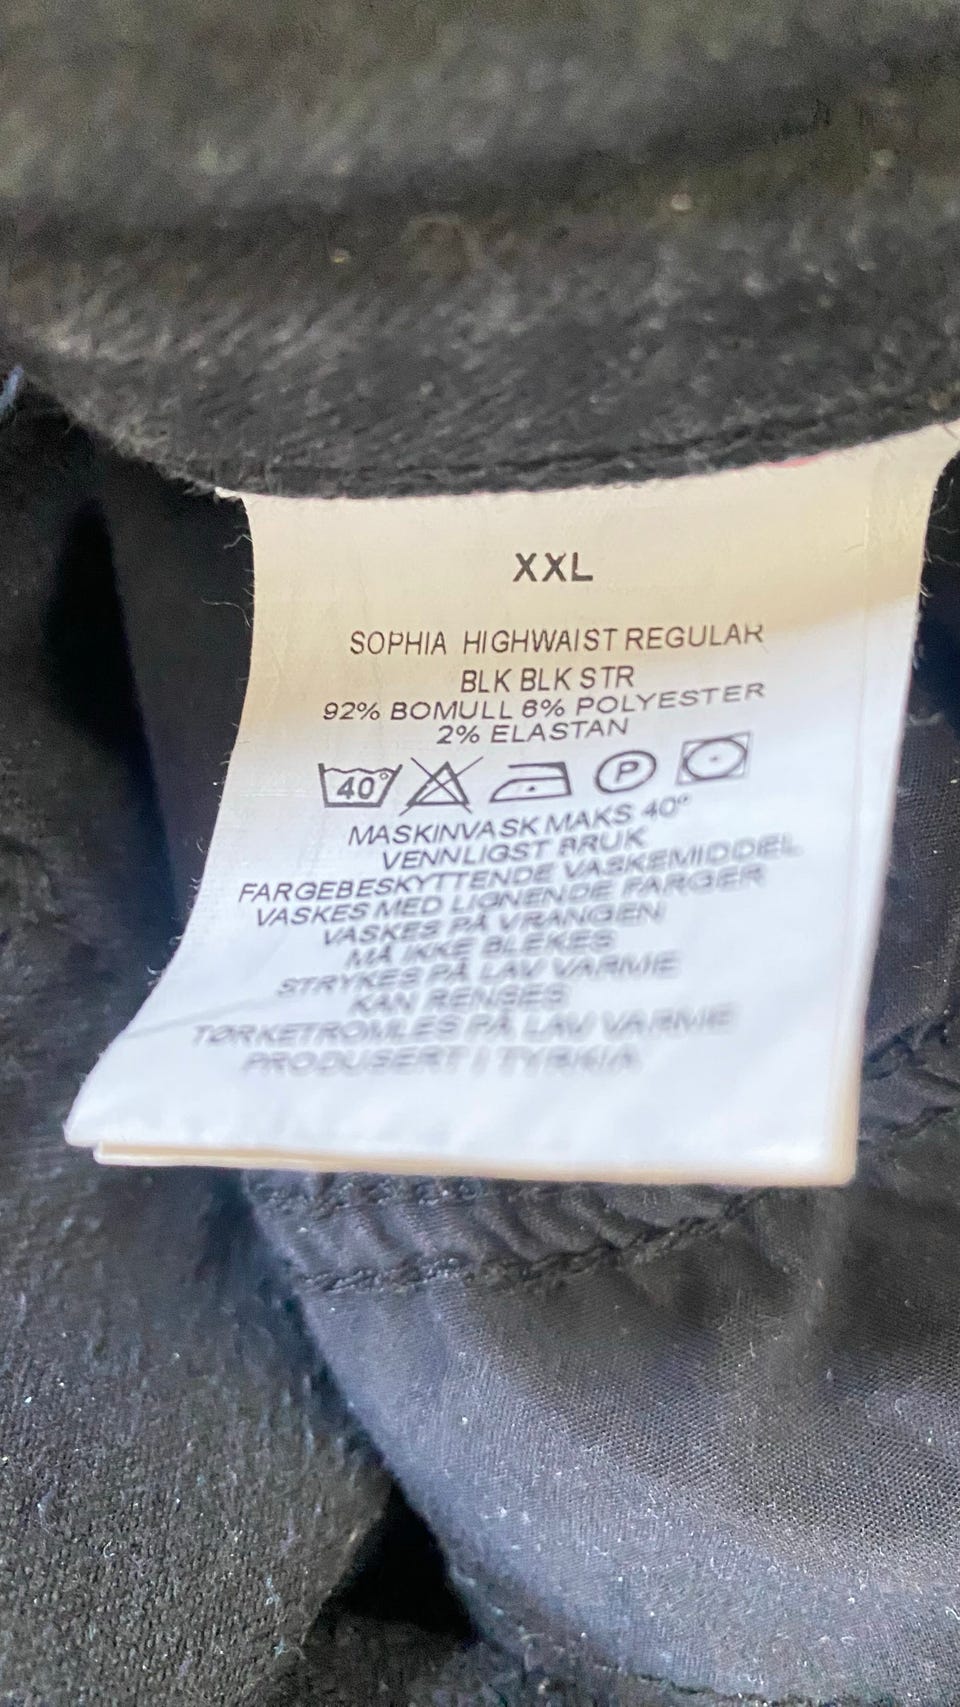 XXL
SOPHIA HIGHWAIST REGULAR
BLK BLK STR
92% BOMULL 6% POLYESTER
2% ELASTAN
40° P
MASKINVASK MAKS 40°
VENNLIGST BRUK
FARGEBESKYTTENDE VASKEMIDDEL
VASKES MED LIGNENDE FARGER
VASKES PÅ VRANGEN
MÅ IKKE BLEKES
STRYKES PÅ LAV VARME
KAN RENSES
TØRKETROMLES PÅ LAV VARME
PRODUSERT I TYRKIA